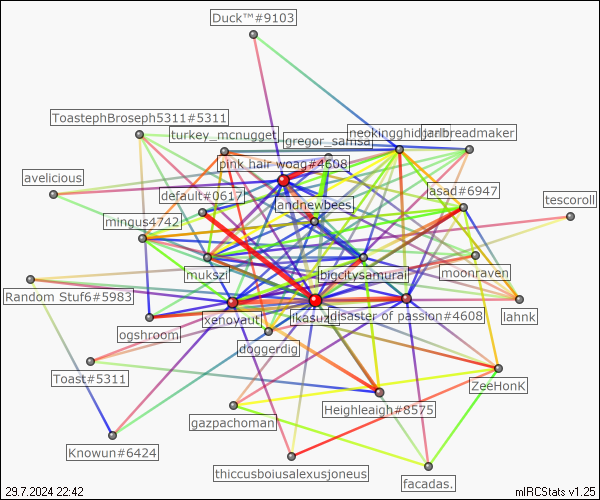 Duck™#9103
ToastephBroseph5311#5311
turkey_mcnugget
gregor_samsa
neokingghidjarib
breadmaker
pink hair woag#4608
avelicious
default#0617
asad#6947
andnewbees
tescoroll
mingus4742
mukszi
bigcitysamurai
moonraven
Random Stuf6#5983
lahnk
xenoyaut
lkasuz
disaster of passion#4608
ogshroom
doggerdig
Toast#5311
ZeeHonK
Heighleaigh#8575
gazpachoman
Knowun#6424
thiccusboiusalexusjoneus
facadas.
29.7.2024 22:42
mIRCStats v1.25